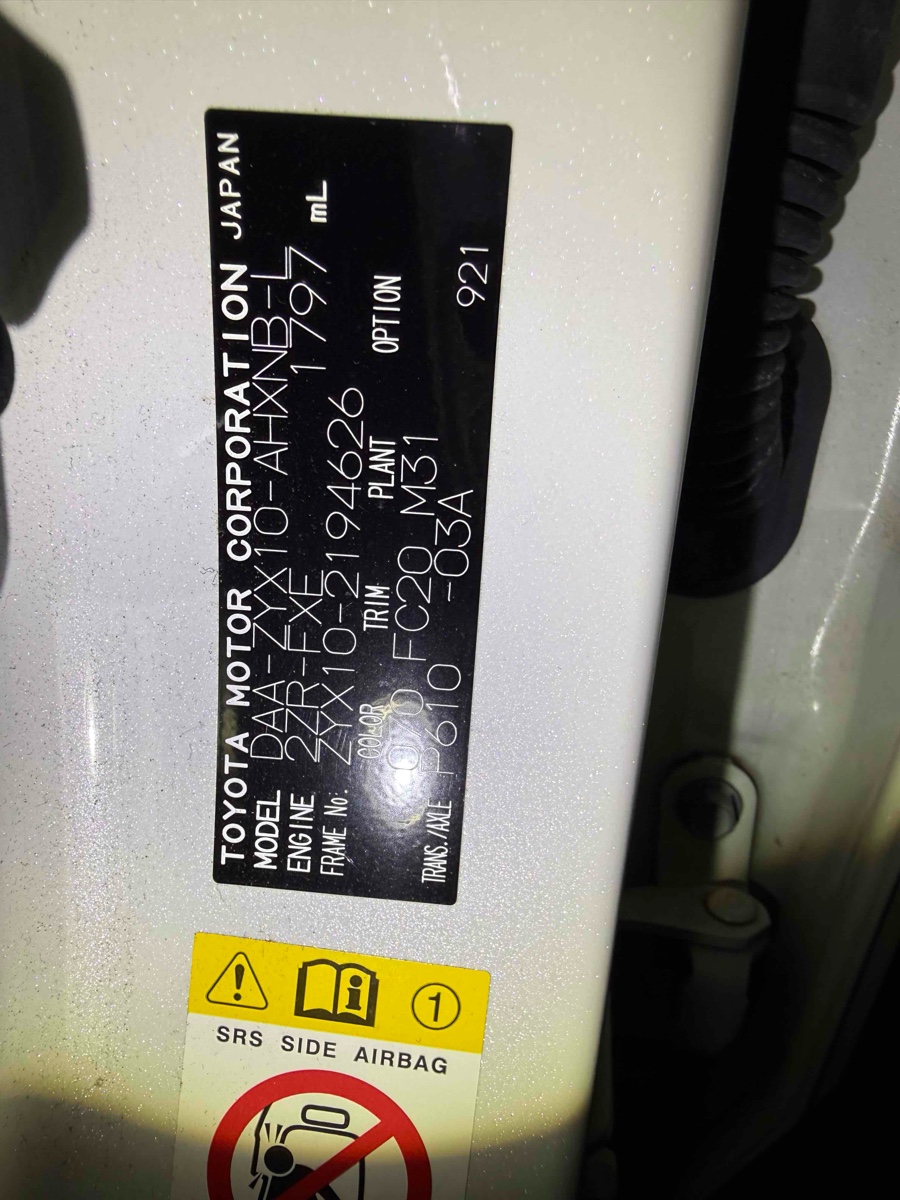 TOYOTA MOTOR CORPORATION JAPAN
MODEL DAA-ZYX10-AHXNB-L
ENGINE 2ZR-FXE 1797 mL
FRAME No. ZYX10-2194626
COLOR TRIM PLANT OPTION
070 FC20 M31
TRANS./AXLE P610 -03A 921
1
SRS SIDE AIRBAG